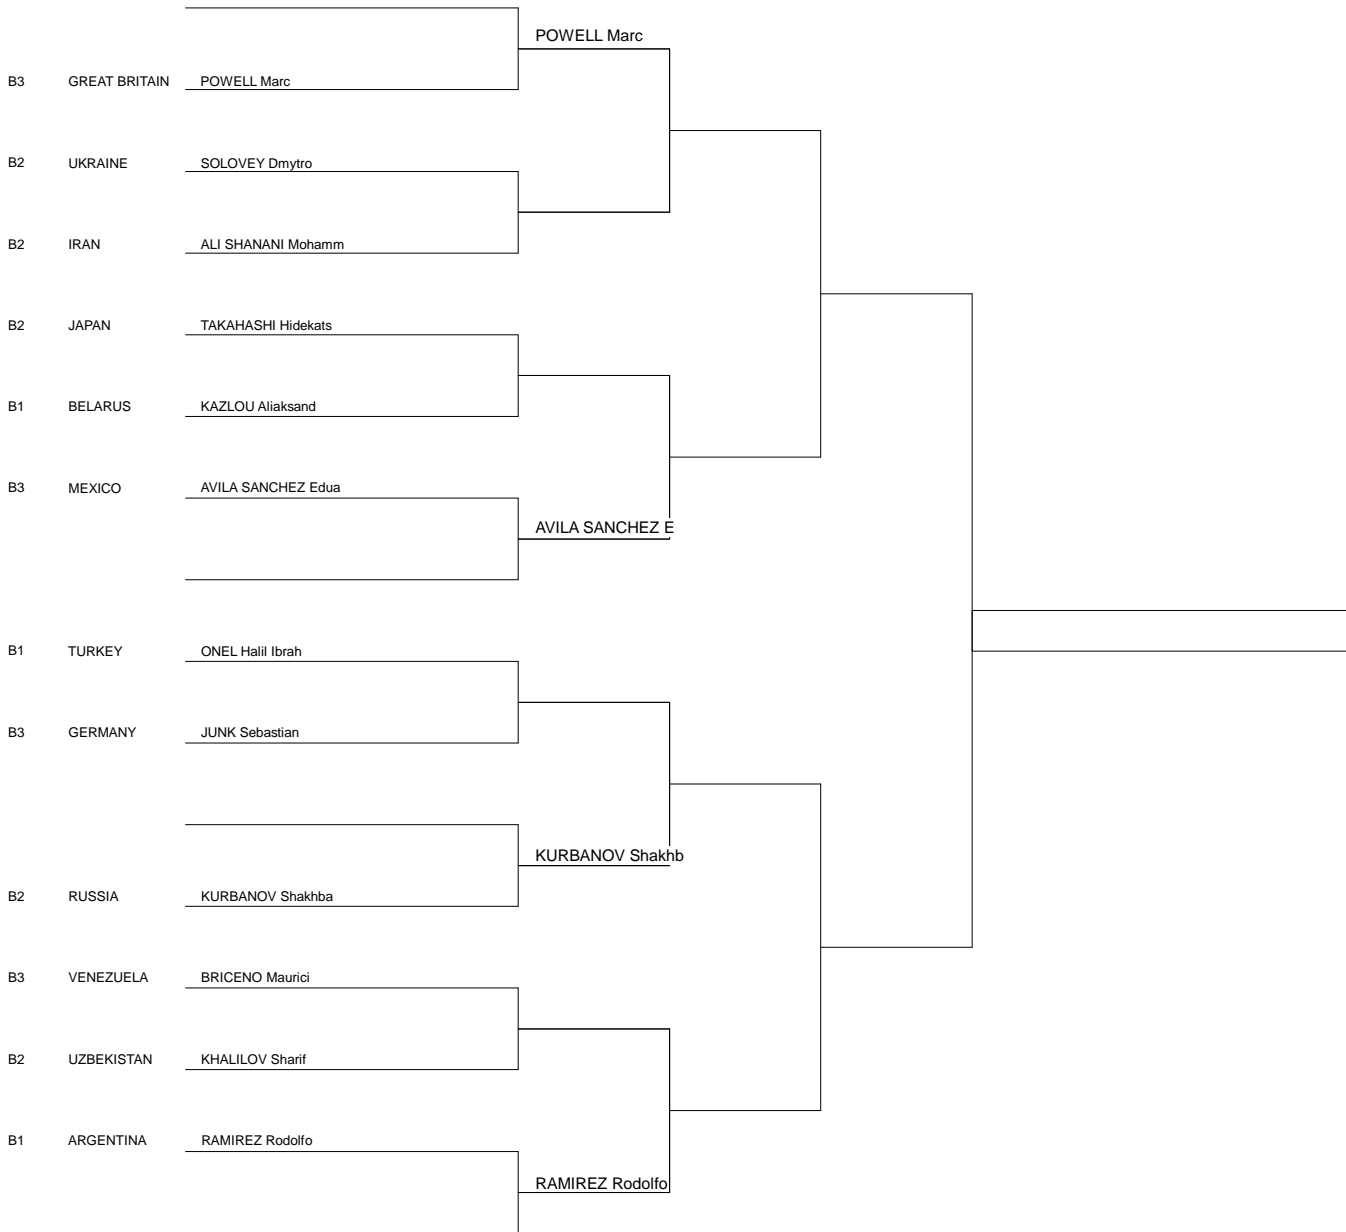 POWELL Marc
B3 GREAT BRITAIN POWELL Marc
B2 UKRAINE SOLOVEY Dmytro
B2 IRAN ALI SHANANI Mohamm
B2 JAPAN TAKAHASHI Hidekats
B1 BELARUS KAZLOU Aliaksand
B3 MEXICO AVILA SANCHEZ Edua
AVILA SANCHEZ E
B1 TURKEY ONEL Halil Ibrah
B3 GERMANY JUNK Sebastian
KURBANOV Shakhb
B2 RUSSIA KURBANOV Shakhba
B3 VENEZUELA BRICENO Maurici
B2 UZBEKISTAN KHALILOV Sharif
B1 ARGENTINA RAMIREZ Rodolfo
RAMIREZ Rodolfo